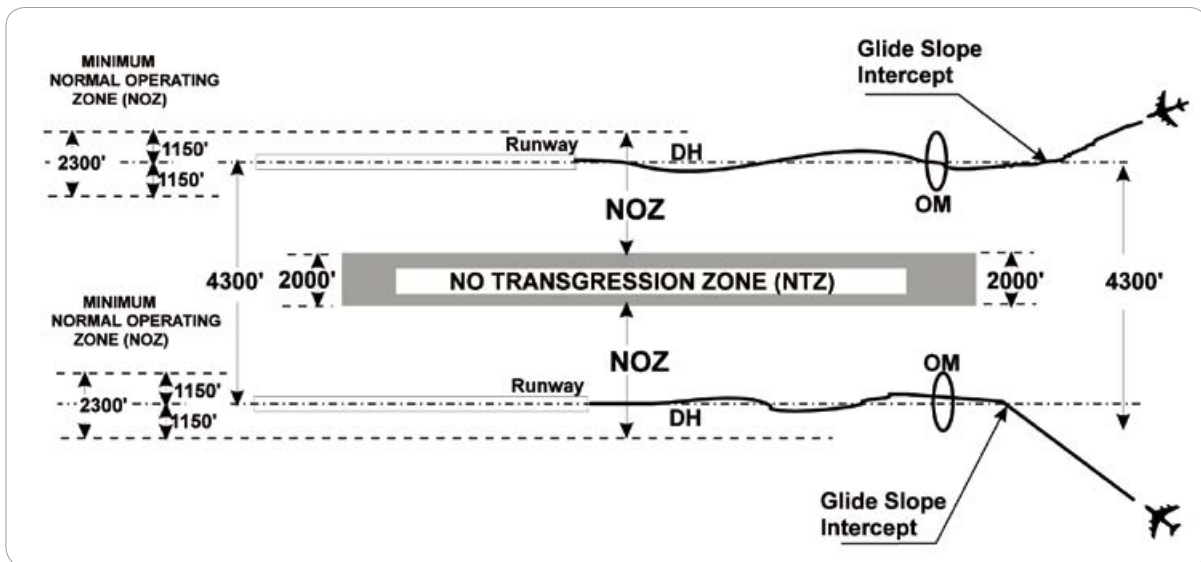 MINIMUM
NORMAL OPERATING
ZONE (NOZ)
Glide Slope
Intercept
2300'
1150'
1150'
Runway
DH
OM
NOZ
4300'
2000'
NO TRANSGRESSION ZONE (NTZ)
2000'
4300'
MINIMUM
NORMAL OPERATING
ZONE (NOZ)
NOZ
OM
2300'
1150'
1150'
Runway
DH
Glide Slope
Intercept